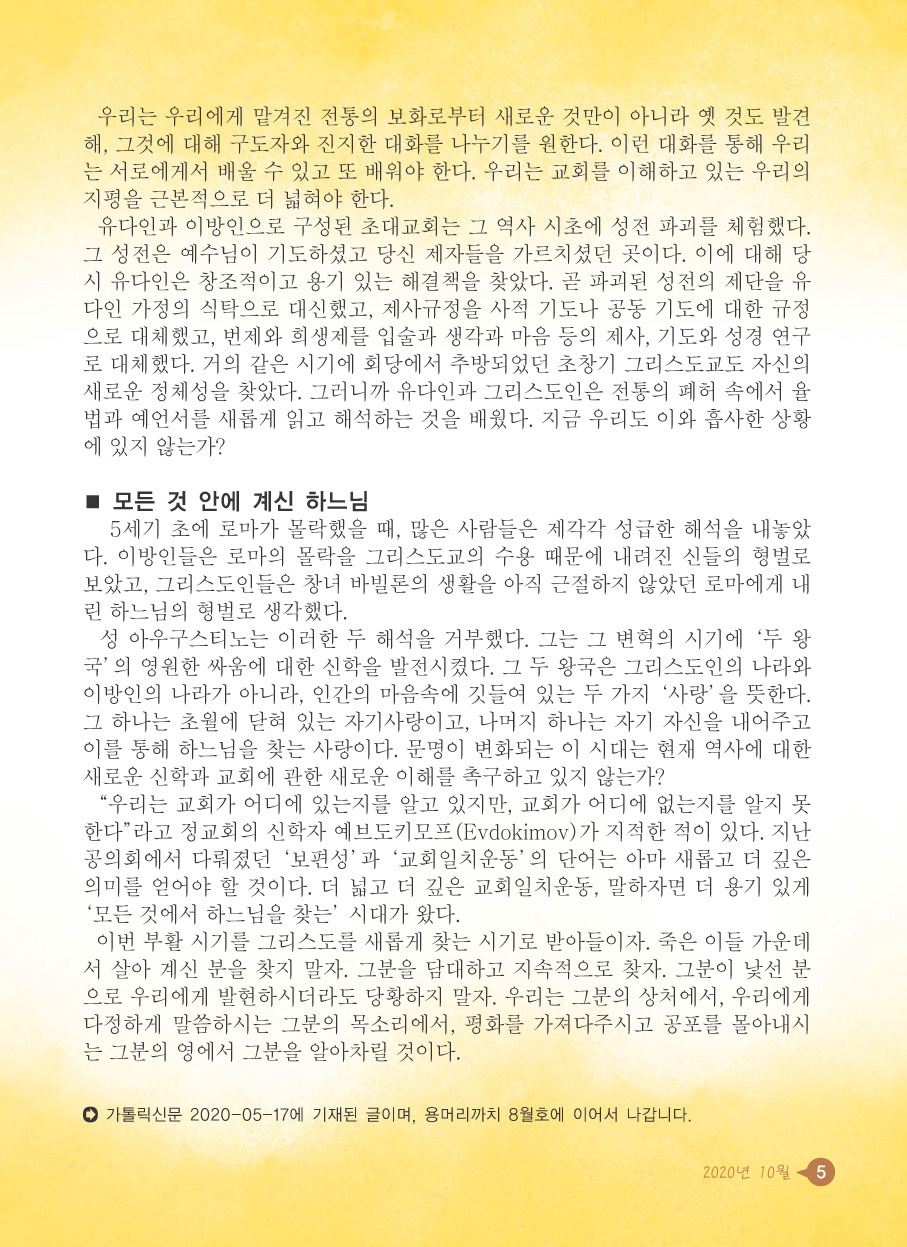 우리는 우리에게 맡겨진 전통의 보화로부터 새로운 것만이 아니라 옛 것도 발견
해, 그것에 대해 구도자와 진지한 대화를 나누기를 원한다. 이런 대화를 통해 우리
는 서로에게서 배울 수 있고 또 배워야 한다. 우리는 교회를 이해하고 있는 우리의
지평을 근본적으로 더 넓혀야 한다.
유다인과 이방인으로 구성된 초대교회는 그 역사 시초에 성전 파괴를 체험했다.
그 성전은 예수님이 기도하셨고 당신 제자들을 가르치셨던 곳이다. 이에 대해 당
시 유다인은 창조적이고 용기 있는 해결책을 찾았다. 곧 파괴된 성전의 제단을 유
다인 가정의 식탁으로 대신했고, 제사규정을 사적 기도나 공동 기도에 대한 규정
으로 대체했고, 번제와 희생제를 입술과 생각과 마음 등의 제사, 기도와 성경 연구
로 대체했다. 거의 같은 시기에 회당에서 추방되었던 초창기 그리스도교도 자신의
새로운 정체성을 찾았다. 그러니까 유다인과 그리스도인은 전통의 폐허 속에서 율
법과 예언서를 새롭게 읽고 해석하는 것을 배웠다. 지금 우리도 이와 흡사한 상황
에 있지 않는가?
■ 모든 것 안에 계신 하느님
5세기 초에 로마가 몰락했을 때, 많은 사람들은 제각각 성급한 해석을 내놓았
다. 이방인들은 로마의 몰락을 그리스도교의 수용 때문에 내려진 신들의 형벌로
보았고, 그리스도인들은 창녀 바빌론의 생활을 아직 근절하지 않았던 로마에게 내
린 하느님의 형벌로 생각했다.
성 아우구스티노는 이러한 두 해석을 거부했다. 그는 그 변혁의 시기에 ‘두 왕
국’의 영원한 싸움에 대한 신학을 발전시켰다. 그 두 왕국은 그리스도인의 나라와
이방인의 나라가 아니라, 인간의 마음속에 깃들여 있는 두 가지 ‘사랑’을 뜻한다.
그 하나는 초월에 닫혀 있는 자기사랑이고, 나머지 하나는 자기 자신을 내어주고
이를 통해 하느님을 찾는 사랑이다. 문명이 변화되는 이 시대는 현재 역사에 대한
새로운 신학과 교회에 관한 새로운 이해를 촉구하고 있지 않는가?
“우리는 교회가 어디에 있는지를 알고 있지만, 교회가 어디에 없는지를 알지 못
한다”라고 정교회의 신학자 예브도키모프(Evdokimov)가 지적한 적이 있다. 지난
공의회에서 다뤄졌던 ‘보편성’과 ‘교회일치운동’의 단어는 아마 새롭고 더 깊은
의미를 얻어야 할 것이다. 더 넓고 더 깊은 교회일치운동, 말하자면 더 용기 있게
‘모든 것에서 하느님을 찾는’ 시대가 왔다.
이번 부활 시기를 그리스도를 새롭게 찾는 시기로 받아들이자. 죽은 이들 가운데
서 살아 계신 분을 찾지 말자. 그분을 담대하고 지속적으로 찾자. 그분이 낯선 분
으로 우리에게 발현하시더라도 당황하지 말자. 우리는 그분의 상처에서, 우리에게
다정하게 말씀하시는 그분의 목소리에서, 평화를 가져다주시고 공포를 몰아내시
는 그분의 영에서 그분을 알아차릴 것이다.
가톨릭신문 2020-05-17에 기재된 글이며, 용머리까치 8월호에 이어서 나갑니다.
2020년 10월 5